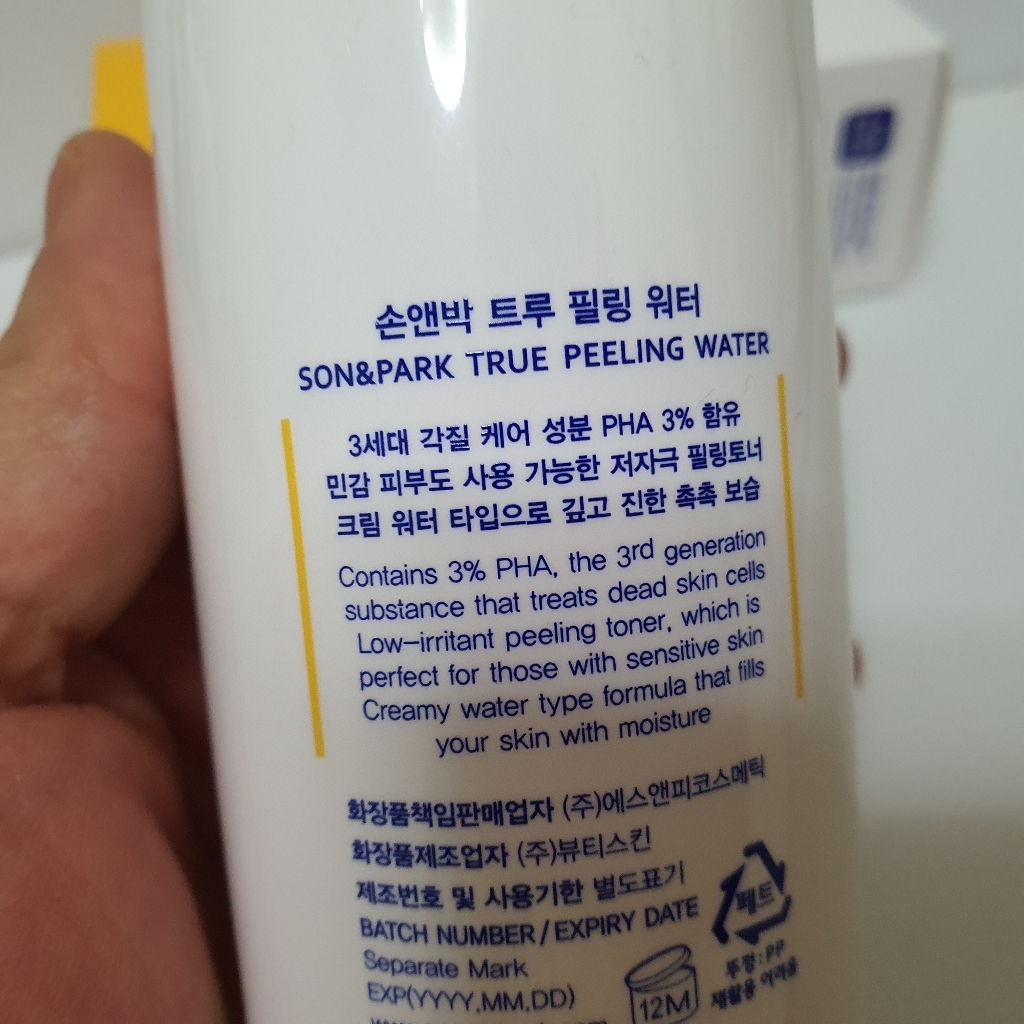 손앤박 트루 필링 워터
SON&PARK TRUE PEELING WATER
3세대 각질 케어 성분 PHA 3% 함유
민감 피부도 사용 가능한 저자극 필링토너
크림 워터 타입으로 깊고 진한 촉촉 보습
Contains 3% PHA, the 3rd generation
substance that treats dead skin cells
Low-irritant peeling toner, which is
perfect for those with sensitive skin
Creamy water type formula that fills
your skin with moisture
화장품책임판매업자 (주)에스앤피코스메틱
화장품제조업자 (주)뷰티스킨
제조번호 및 사용기한 별도표기
BATCH NUMBER/EXPIRY DATE
Separate Mark
EXP(YYYY.MM.DD)
페트
뚜껑:PP
재활용 어려움
12M